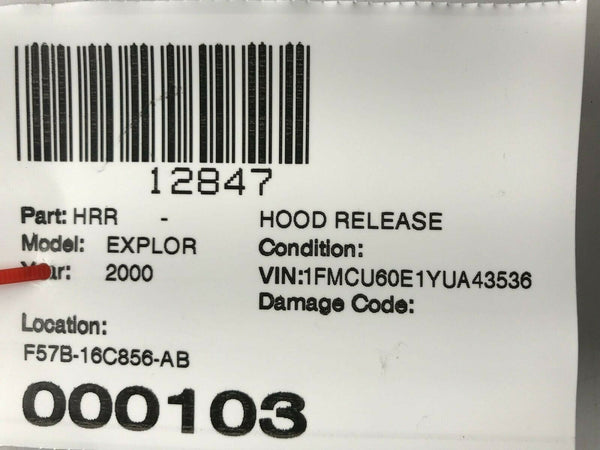 12847
Part: HRR - HOOD RELEASE
Model: EXPLOR Condition:
Year: 2000 VIN:1FMCU60E1YUA43536
Damage Code:
Location:
F57B-16C856-AB
000103